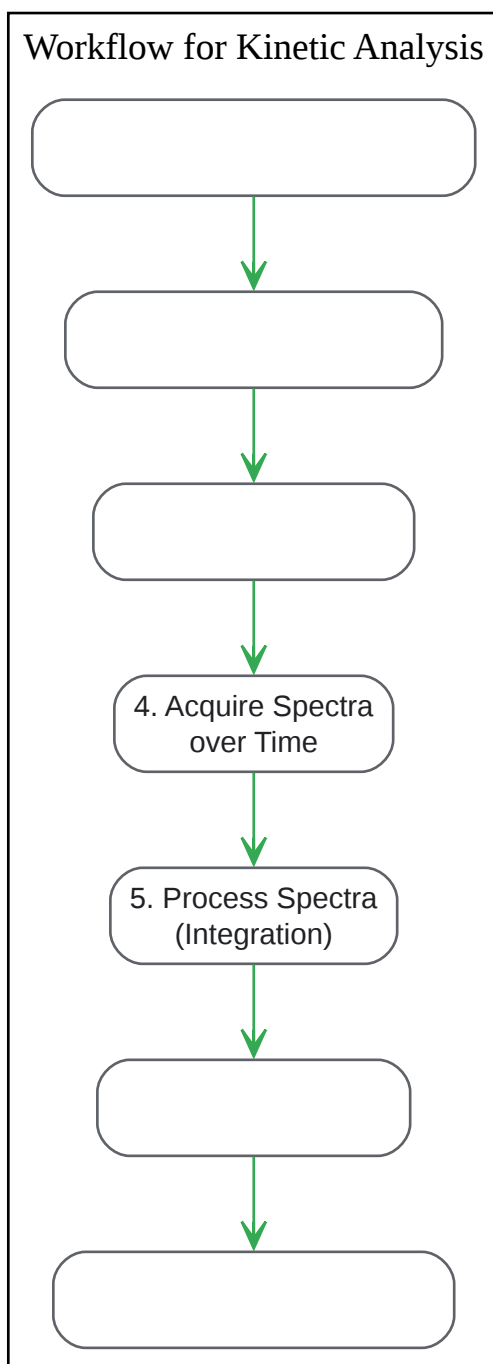 Workflow for Kinetic Analysis
4. Acquire Spectra
over Time
5. Process Spectra
(Integration)